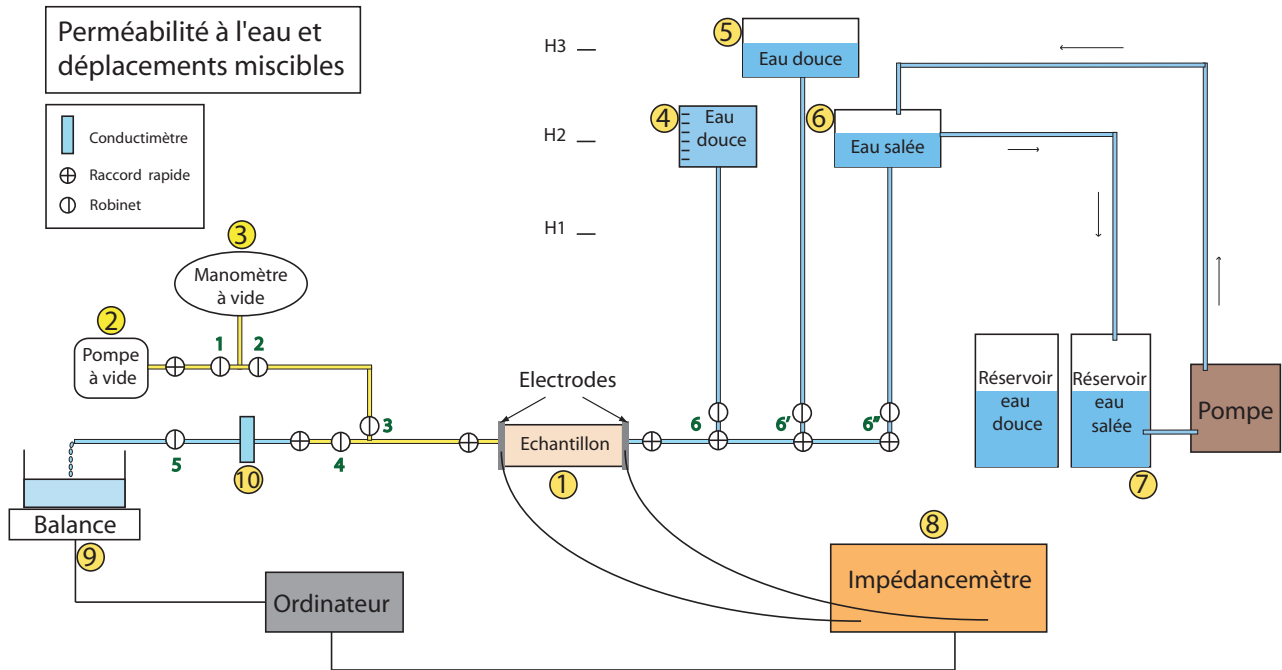 Perméabilité à l'eau et
déplacements miscibles
Conductimètre
Raccord rapide
Robinet
H3
H2
H1
5
Eau douce
4
Eau
douce
6
Eau salée
3
Manomètre
à vide
2
Pompe
à vide
1
2
3
Electrodes
Echantillon
1
6
6'
6"
5
10
4
Balance
9
Ordinateur
8
Impédancemètre
Réservoir
eau
douce
Réservoir
eau
salée
7
Pompe